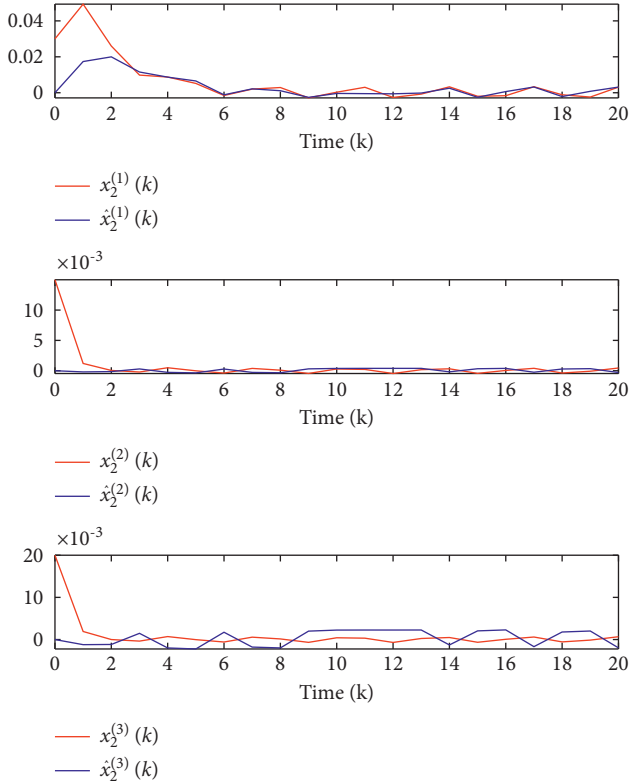 0.04
0.02
0
0 2 4 6 8 10 12 14 16 18 20
Time (k)
x₂⁽¹⁾ (k)
x̂₂⁽¹⁾ (k)
×10⁻³
10
5
0
0 2 4 6 8 10 12 14 16 18 20
Time (k)
x₂⁽²⁾ (k)
x̂₂⁽²⁾ (k)
×10⁻³
20
10
0
0 2 4 6 8 10 12 14 16 18 20
Time (k)
x₂⁽³⁾ (k)
x̂₂⁽³⁾ (k)